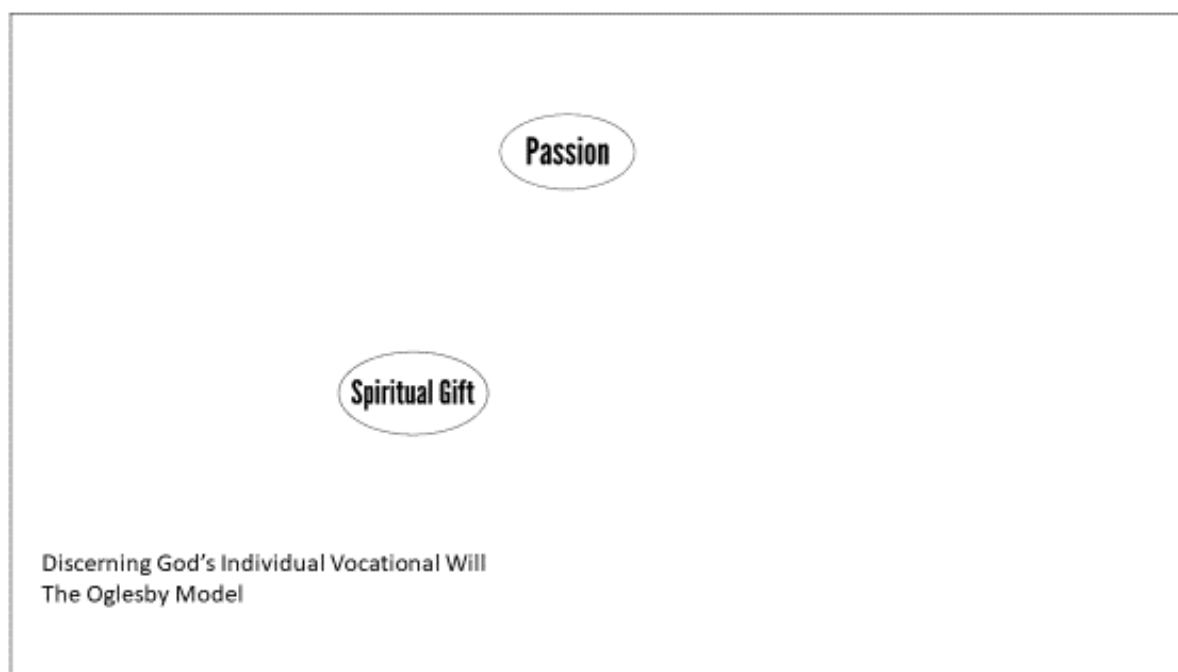 Passion
Spiritual Gift
Discerning God’s Individual Vocational Will
The Oglesby Model